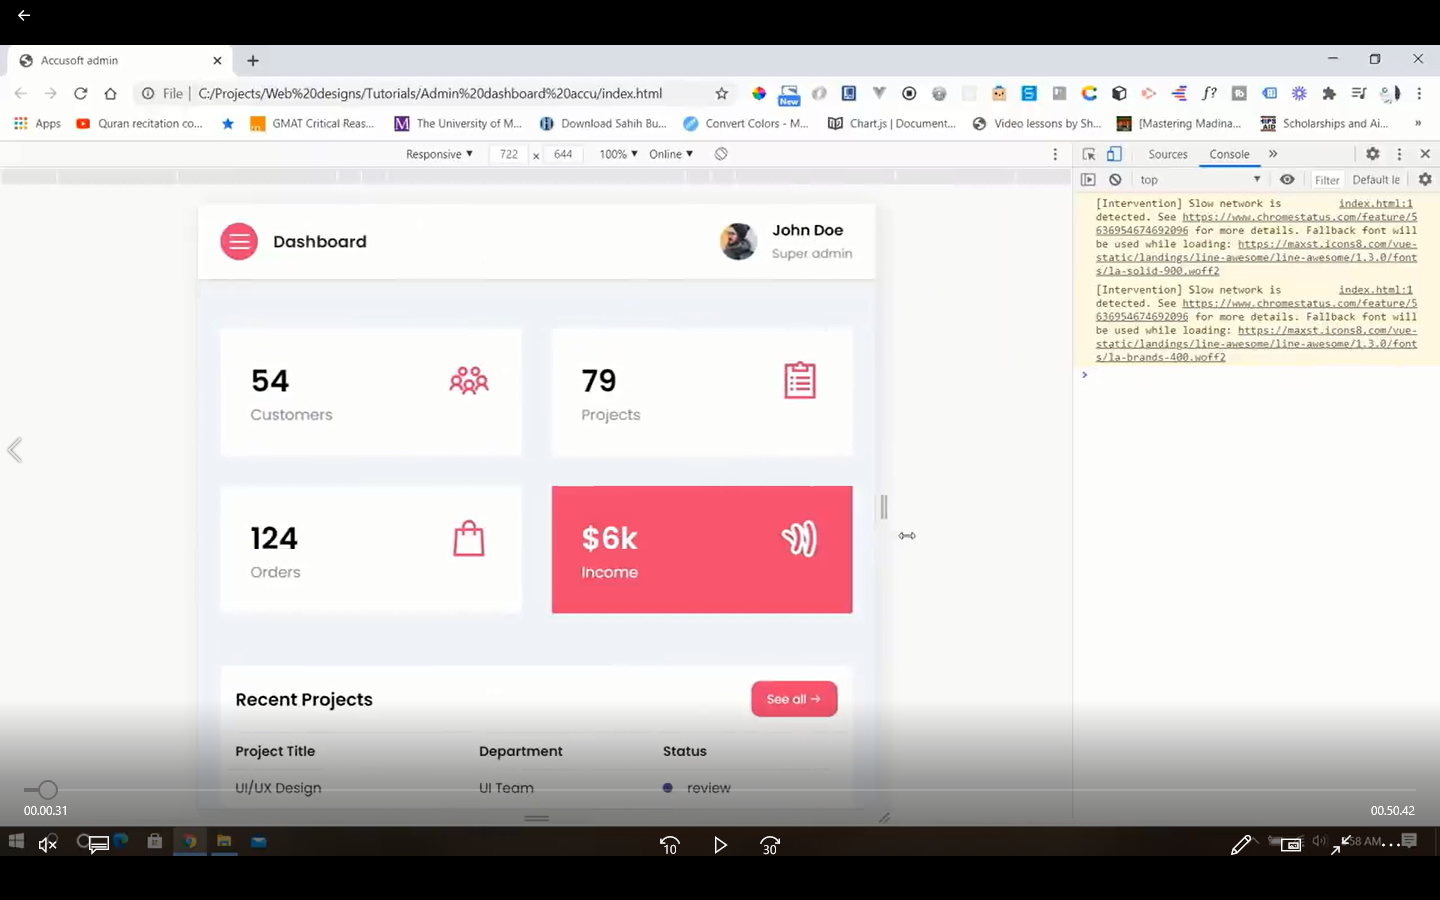 Accusoft admin
File | C:/Projects/Web%20designs/Tutorials/Admin%20dashboard%20accu/index.html
New
f?
Apps Quran recitation co... GMAT Critical Reas... The University of M... Download Sahih Bu... Convert Colors - M... Chart.js | Document... Video lessons by Sh... [Mastering Madina... Scholarships and Ai... »
Responsive 722 x 644 100% Online
Sources Console »
top Filter Default le
[Intervention] Slow network is index.html:1
detected. See https://www.chromestatus.com/feature/5
636954674692096 for more details. Fallback font will
be used while loading: https://maxst.icons8.com/vue-
static/landings/line-awesome/line-awesome/1.3.0/font
s/la-solid-900.woff2
[Intervention] Slow network is index.html:1
detected. See https://www.chromestatus.com/feature/5
636954674692096 for more details. Fallback font will
be used while loading: https://maxst.icons8.com/vue-
static/landings/line-awesome/line-awesome/1.3.0/font
s/la-brands-400.woff2
Dashboard
John Doe
Super admin
54
Customers
79
Projects
124
Orders
$6k
Income
Recent Projects
See all →
Project Title Department Status
UI/UX Design UI Team review
00.00.31
00.50.42
10
30
58 AM